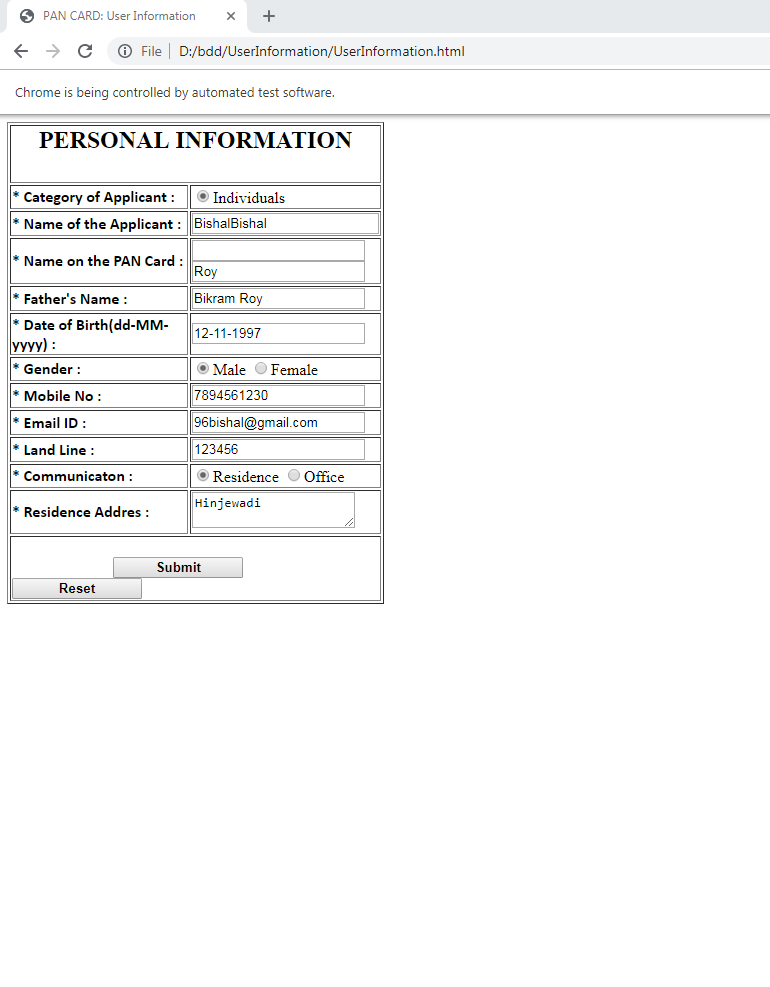 PAN CARD: User Information
File
D:/bdd/UserInformation/UserInformation.html
Chrome is being controlled by automated test software.
PERSONAL INFORMATION
* Category of Applicant : Individuals
* Name of the Applicant : BishalBishal
* Name on the PAN Card :
Roy
* Father's Name : Bikram Roy
* Date of Birth(dd-MM-
yyyy) : 12-11-1997
* Gender : Male Female
* Mobile No : 7894561230
* Email ID : 96bishal@gmail.com
* Land Line : 123456
* Communicaton : Residence Office
* Residence Addres : Hinjewadi
Submit
Reset